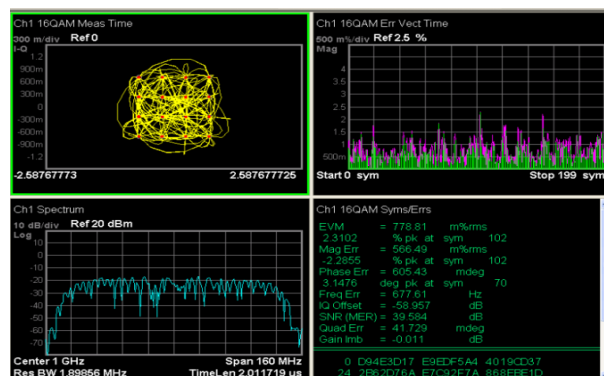 Ch1 16QAM Meas Time
300 m/div Ref 0
I-Q
1.2
900m
600m
300m
0
-300m
-600m
-900m
-1.2
-2.58767773 2.587677725
Ch1 16QAM Err Vect Time
500 m%/div Ref 2.5 %
Mag
4
3.5
3
2.5
2
1.5
1
500m
Start 0 sym Stop 199 sym
Ch1 Spectrum
10 dB/div Ref 20 dBm
Log
10
0
-10
-20
-30
-40
-50
-60
-70
Center 1 GHz Span 160 MHz
Res BW 1.89856 MHz TimeLen 2.011719 us
Ch1 16QAM Syms/Errs
EVM = 778.81 m%rms
2.3102 % pk at sym 102
Mag Err = 566.49 m%rms
-2.2855 % pk at sym 102
Phase Err = 605.43 mdeg
3.1476 deg pk at sym 70
Freq Err = 677.61 Hz
IQ Offset = -58.957 dB
SNR (MER) = 39.584 dB
Quad Err = 41.729 mdeg
Gain Imb = -0.011 dB
0 D94E3D17 E9EDF5A4 4019CD37
24 2B62D76A E7C92F7A 868EBE1D